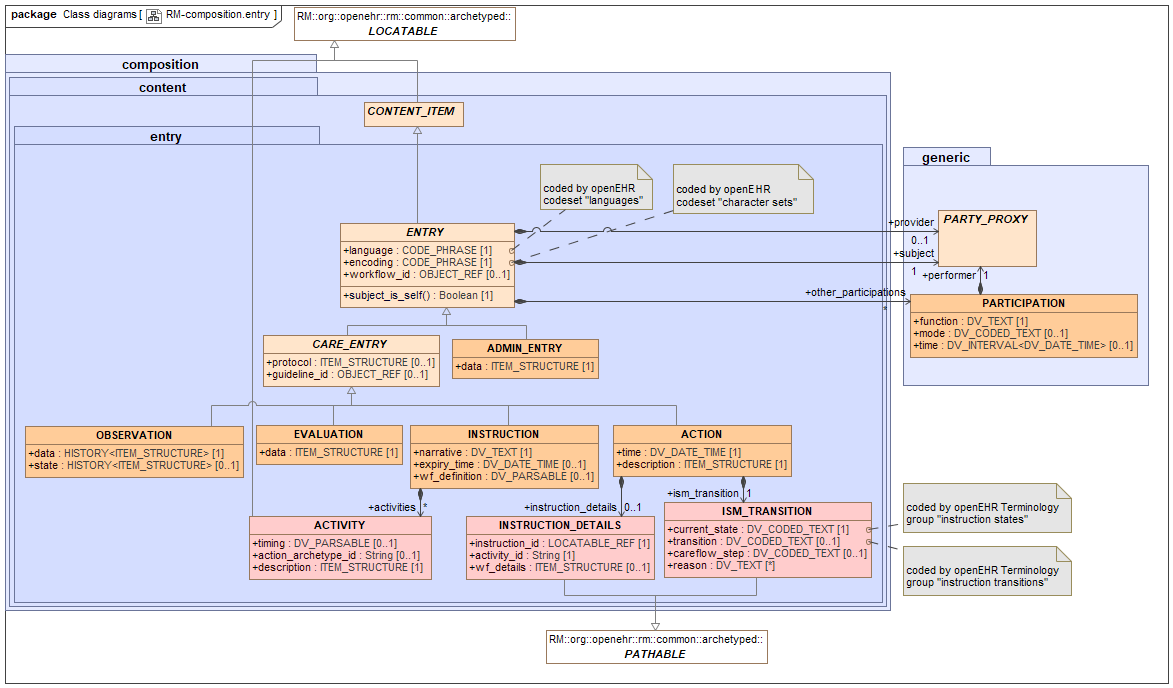 package Class diagrams [ RM-composition.entry ]
RM::org::openehr::rm::common::archetyped::
LOCATABLE
composition
content
CONTENT_ITEM
entry
generic
coded by openEHR
codeset "languages"
coded by openEHR
codeset "character sets"
ENTRY
+language : CODE_PHRASE [1]
+encoding : CODE_PHRASE [1]
+workflow_id : OBJECT_REF [0..1]
+subject_is_self() : Boolean [1]
+provider
0..1
+subject
1
+performer
1
+other_participations
*
PARTY_PROXY
PARTICIPATION
+function : DV_TEXT [1]
+mode : DV_CODED_TEXT [0..1]
+time : DV_INTERVAL<DV_DATE_TIME> [0..1]
CARE_ENTRY
+protocol : ITEM_STRUCTURE [0..1]
+guideline_id : OBJECT_REF [0..1]
ADMIN_ENTRY
+data : ITEM_STRUCTURE [1]
OBSERVATION
+data : HISTORY<ITEM_STRUCTURE> [1]
+state : HISTORY<ITEM_STRUCTURE> [0..1]
EVALUATION
+data : ITEM_STRUCTURE [1]
INSTRUCTION
+narrative : DV_TEXT [1]
+expiry_time : DV_DATE_TIME [0..1]
+wf_definition : DV_PARSABLE [0..1]
ACTION
+time : DV_DATE_TIME [1]
+description : ITEM_STRUCTURE [1]
+activities
*
+instruction_details
0..1
+ism_transition
1
ACTIVITY
+timing : DV_PARSABLE [0..1]
+action_archetype_id : String [0..1]
+description : ITEM_STRUCTURE [1]
INSTRUCTION_DETAILS
+instruction_id : LOCATABLE_REF [1]
+activity_id : String [1]
+wf_details : ITEM_STRUCTURE [0..1]
ISM_TRANSITION
+current_state : DV_CODED_TEXT [1]
+transition : DV_CODED_TEXT [0..1]
+careflow_step : DV_CODED_TEXT [0..1]
+reason : DV_TEXT [*]
coded by openEHR Terminology
group "instruction states"
coded by openEHR Terminology
group "instruction transitions"
RM::org::openehr::rm::common::archetyped::
PATHABLE